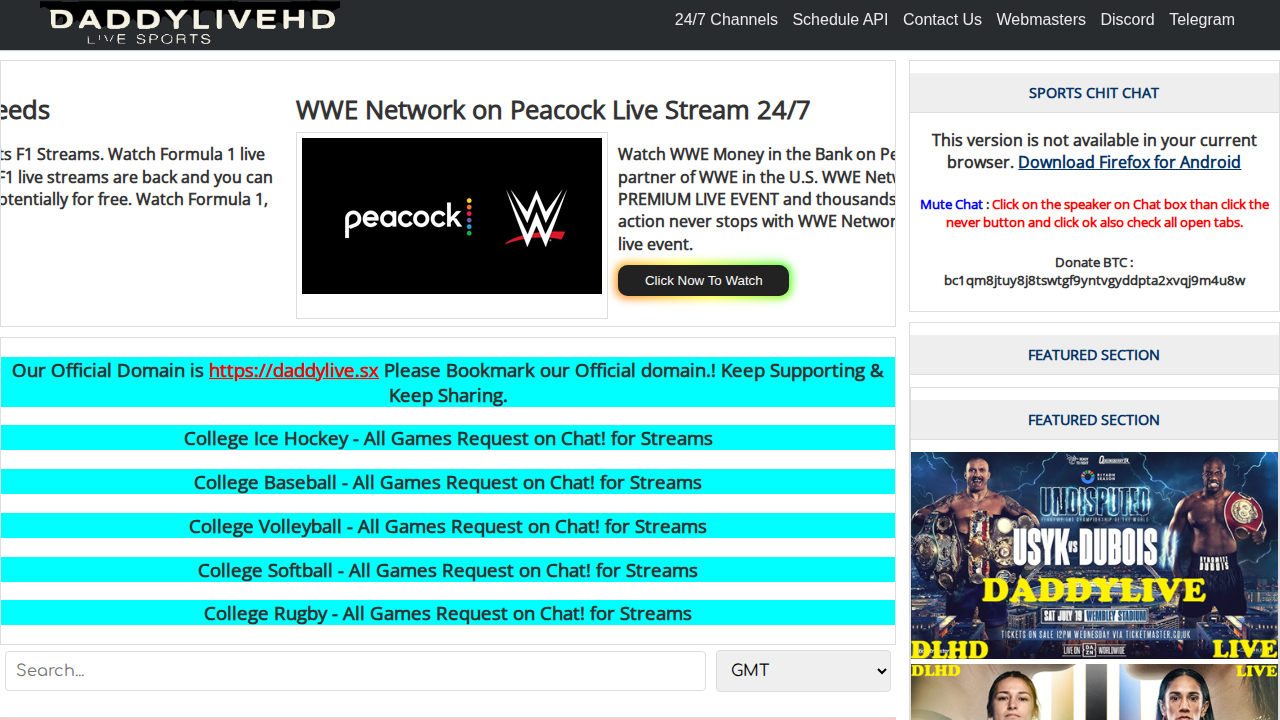 DADDYLIVEHD
LIVE SPORTS
24/7 Channels Schedule API Contact Us Webmasters Discord Telegram
eeds
ts F1 Streams. Watch Formula 1 live
F1 live streams are back and you can
otentially for free. Watch Formula 1,
WWE Network on Peacock Live Stream 24/7
peacock
Watch WWE Money in the Bank on Pe
partner of WWE in the U.S. WWE Netw
PREMIUM LIVE EVENT and thousands
action never stops with WWE Network
live event.
Click Now To Watch
Our Official Domain is https://daddylive.sx Please Bookmark our Official domain.! Keep Supporting &
Keep Sharing.
College Ice Hockey - All Games Request on Chat! for Streams
College Baseball - All Games Request on Chat! for Streams
College Volleyball - All Games Request on Chat! for Streams
College Softball - All Games Request on Chat! for Streams
College Rugby - All Games Request on Chat! for Streams
Search...
GMT
SPORTS CHIT CHAT
This version is not available in your current
browser. Download Firefox for Android
Mute Chat : Click on the speaker on Chat box than click the
never button and click ok also check all open tabs.
Donate BTC :
bc1qm8jtuy8j8tswtgf9yntvgyddpta2xvqj9m4u8w
FEATURED SECTION
FEATURED SECTION
RIYADH
SEASON
UNDISPUTED
USYK vs DUBOIS
DADDYLIVE
SAT JULY 19 WEMBLEY STADIUM
TICKETS ON SALE 12PM WEDNESDAY VIA TICKETMASTER.CO.UK
LIVE ON DAZN WORLDWIDE
DLHD LIVE
DLHD LIVE